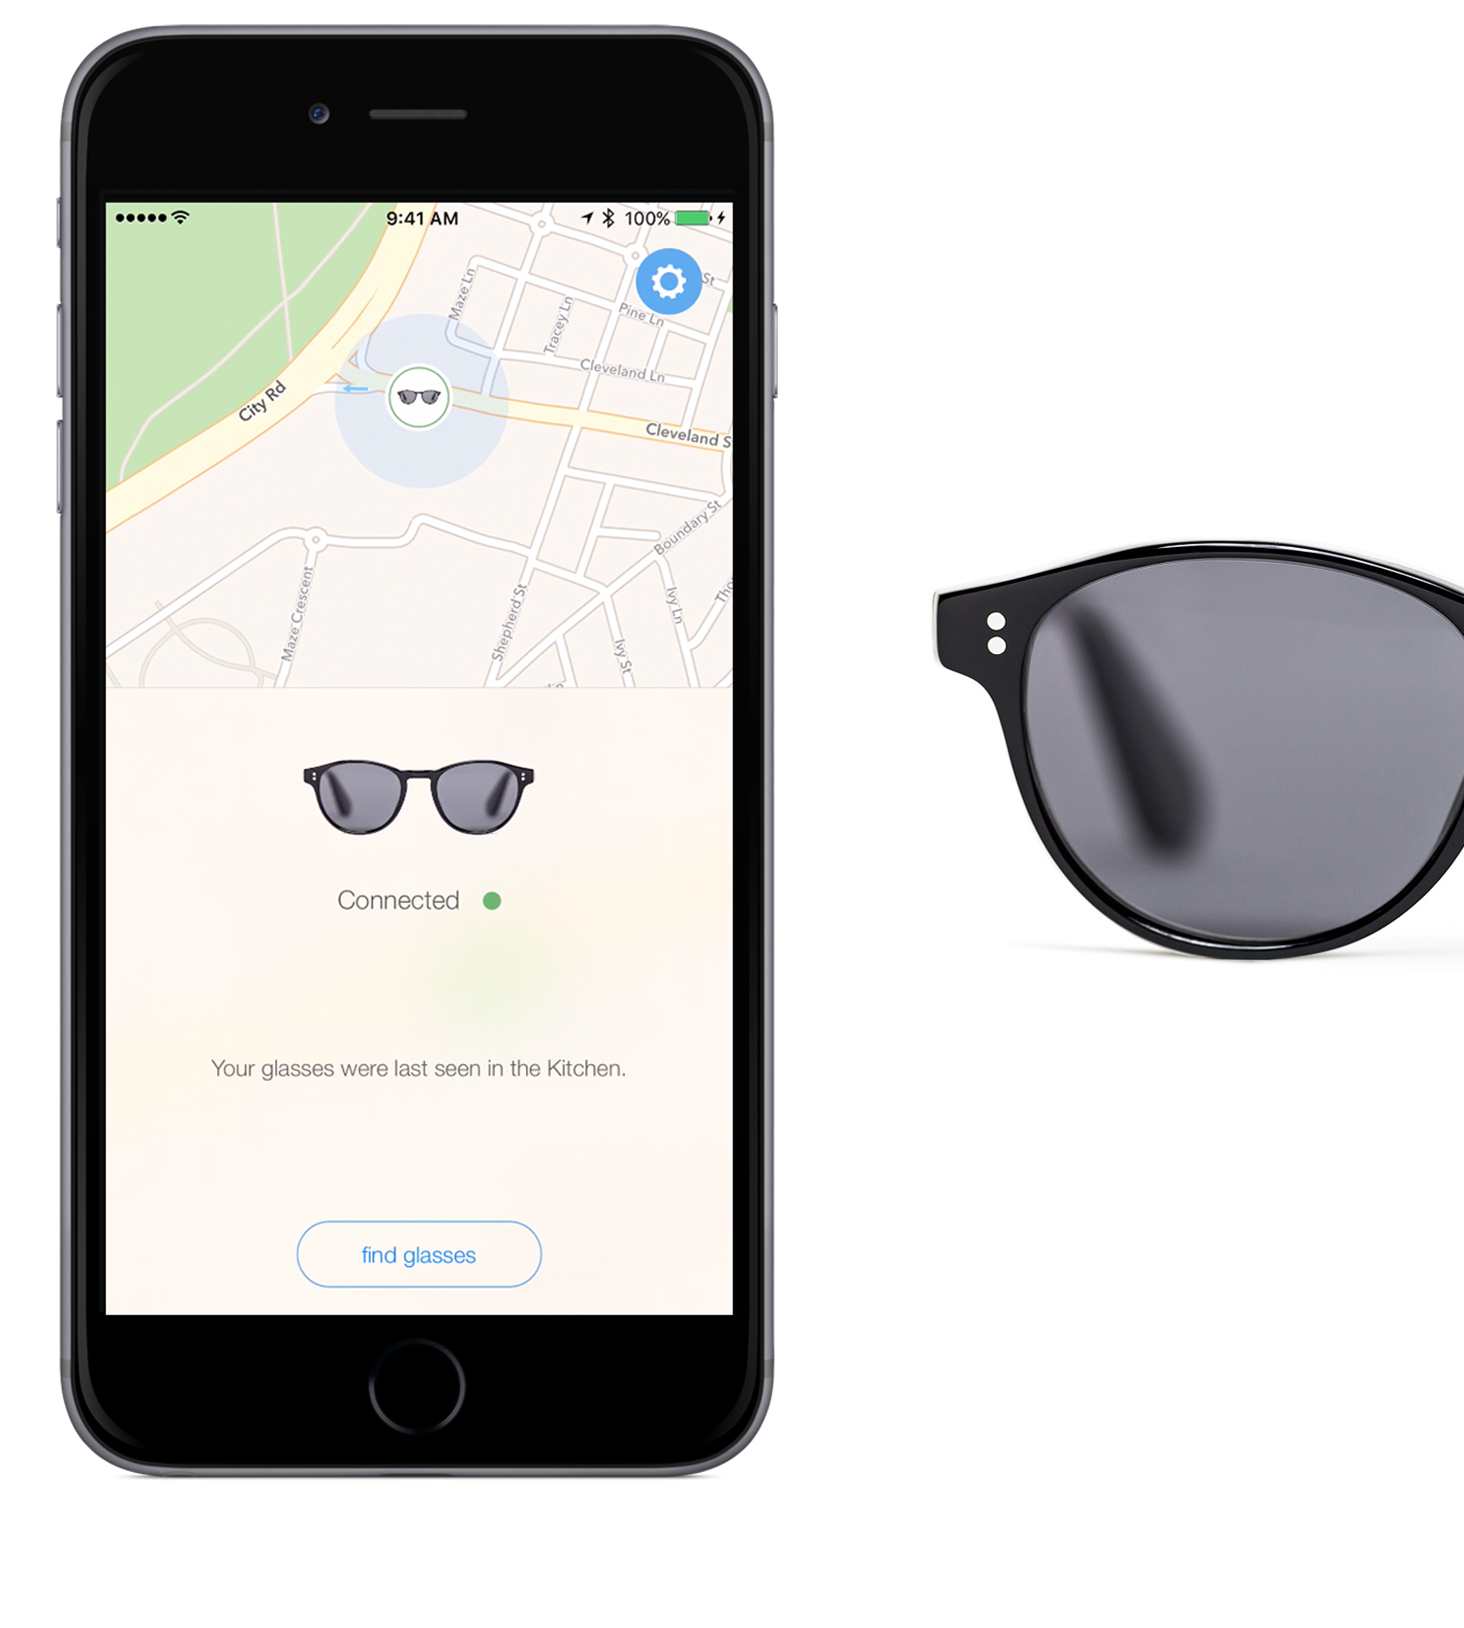 9:41 AM
100%
Maze Ln
St
Pine Ln
Tracey Ln
Cleveland Ln
City Rd
Cleveland S
Boundary St
Maze Crescent
Shepherd St
Ivy Ln
Ivy St
Connected
Your glasses were last seen in the Kitchen.
find glasses